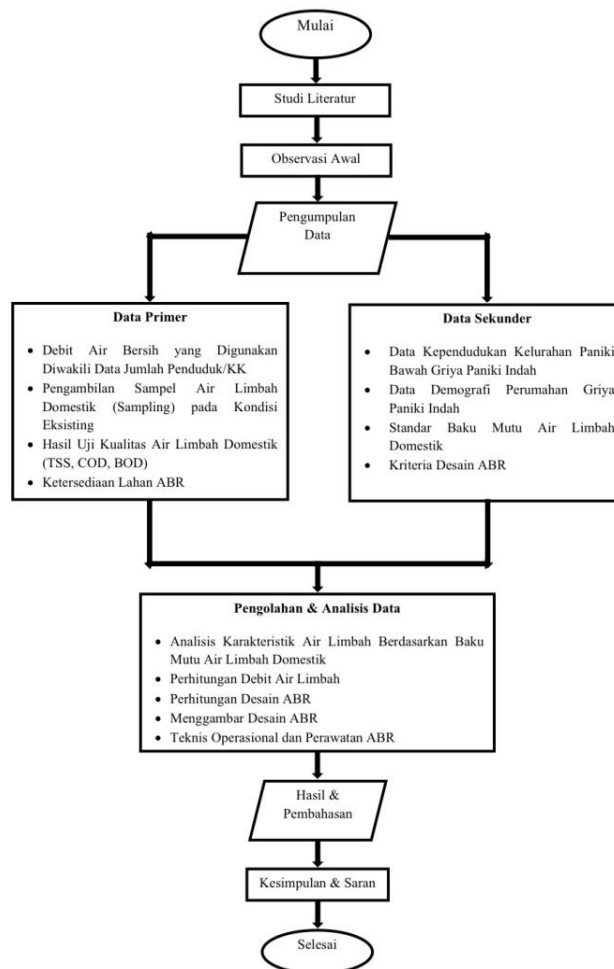 Mulai
Studi Literatur
Observasi Awal
Pengumpulan
Data
Data Primer
• Debit Air Bersih yang Digunakan
Diwakili Data Jumlah Penduduk/KK
• Pengambilan Sampel Air Limbah
Domestik (Sampling) pada Kondisi
Eksisting
• Hasil Uji Kualitas Air Limbah Domestik
(TSS, COD, BOD)
• Ketersediaan Lahan ABR
Data Sekunder
• Data Kependudukan Kelurahan Paniki
Bawah Griya Paniki Indah
• Data Demografi Perumahan Griya
Paniki Indah
• Standar Baku Mutu Air Limbah
Domestik
• Kriteria Desain ABR
Pengolahan & Analisis Data
• Analisis Karakteristik Air Limbah Berdasarkan Baku
Mutu Air Limbah Domestik
• Perhitungan Debit Air Limbah
• Perhitungan Desain ABR
• Menggambar Desain ABR
• Teknis Operasional dan Perawatan ABR
Hasil &
Pembahasan
Kesimpulan & Saran
Selesai